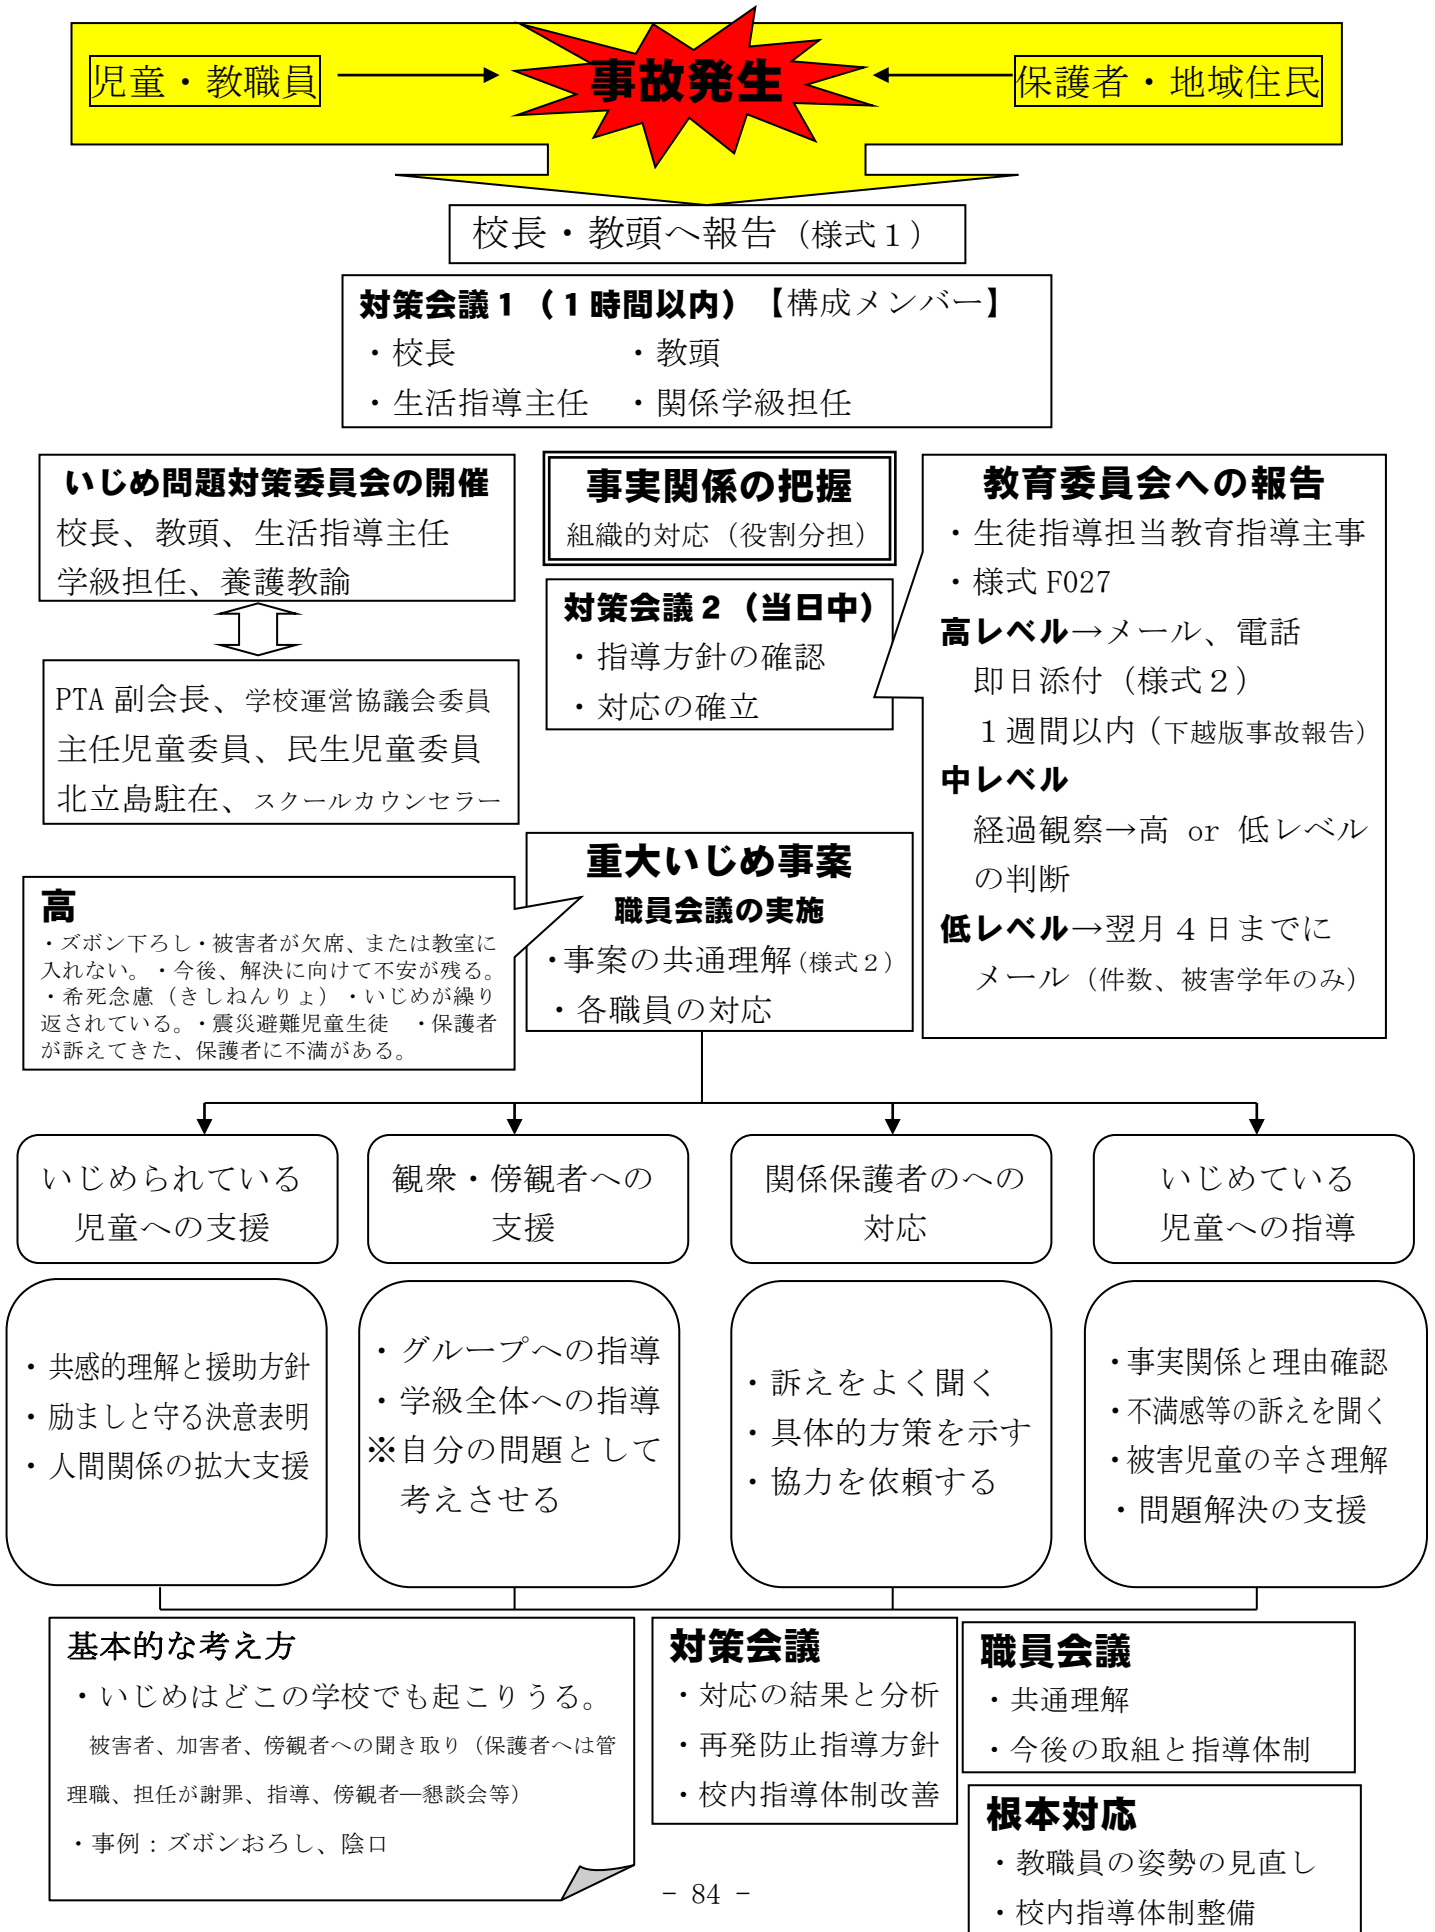 児童・教職員
事故発生
保護者・地域住民
校長・教頭へ報告（様式１）
対策会議１（１時間以内）【構成メンバー】
・校長　・教頭
・生活指導主任　・関係学級担任
いじめ問題対策委員会の開催
校長、教頭、生活指導主任
学級担任、養護教諭
PTA 副会長、学校運営協議会委員
主任児童委員、民生児童委員
北立島駐在、スクールカウンセラー
事実関係の把握
組織的対応（役割分担）
対策会議２（当日中）
・指導方針の確認
・対応の確立
教育委員会への報告
・生徒指導担当教育指導主事
・様式 F027
高レベル→メール、電話
即日添付（様式２）
１週間以内（下越版事故報告）
中レベル
経過観察→高 or 低レベル
の判断
低レベル→翌月４日までに
メール（件数、被害学年のみ）
重大いじめ事案
職員会議の実施
・事案の共通理解（様式２）
・各職員の対応
高
・ズボン下ろし・被害者が欠席、または教室に
入れない。・今後、解決に向けて不安が残る。
・希死念慮（きしねんりょ）・いじめが繰り
返されている。・震災避難児童生徒　・保護者
が訴えてきた、保護者に不満がある。
いじめられている
児童への支援
観衆・傍観者への
支援
関係保護者のへの
対応
いじめている
児童への指導
・共感的理解と援助方針
・励ましと守る決意表明
・人間関係の拡大支援
・グループへの指導
・学級全体への指導
※自分の問題として
考えさせる
・訴えをよく聞く
・具体的方策を示す
・協力を依頼する
・事実関係と理由確認
・不満感等の訴えを聞く
・被害児童の辛さ理解
・問題解決の支援
基本的な考え方
・いじめはどこの学校でも起こりうる。
被害者、加害者、傍観者への聞き取り（保護者へは管
理職、担任が謝罪、指導、傍観者―懇談会等）
・事例：ズボンおろし、陰口
対策会議
・対応の結果と分析
・再発防止指導方針
・校内指導体制改善
職員会議
・共通理解
・今後の取組と指導体制
根本対応
・教職員の姿勢の見直し
・校内指導体制整備
- 84 -